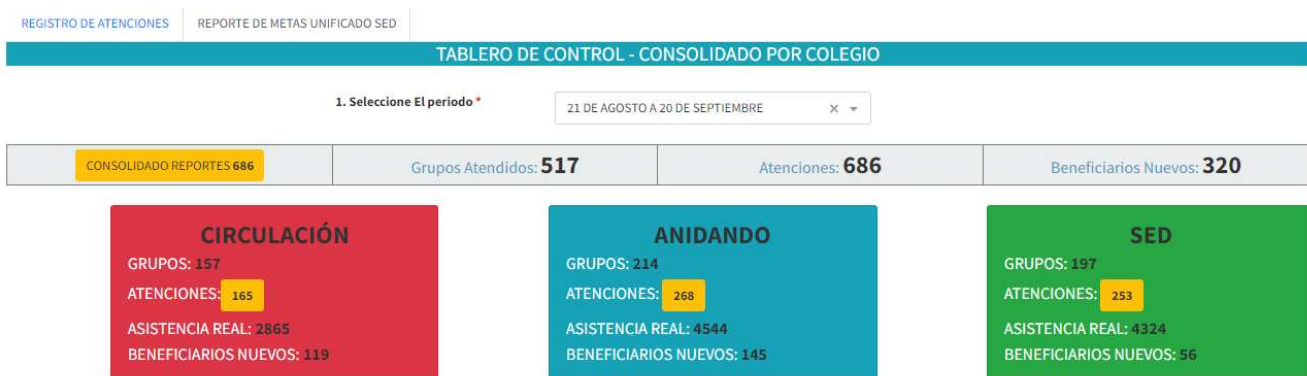 REGISTRO DE ATENCIONES
REPORTE DE METAS UNIFICADO SED
TABLERO DE CONTROL - CONSOLIDADO POR COLEGIO
1. Seleccione El periodo *
21 DE AGOSTO A 20 DE SEPTIEMBRE
CONSOLIDADO REPORTES 686
Grupos Atendidos: 517
Atenciones: 686
Beneficiarios Nuevos: 320
CIRCULACIÓN
GRUPOS: 157
ATENCIONES: 165
ASISTENCIA REAL: 2865
BENEFICIARIOS NUEVOS: 119
ANIDANDO
GRUPOS: 214
ATENCIONES: 268
ASISTENCIA REAL: 4544
BENEFICIARIOS NUEVOS: 145
SED
GRUPOS: 197
ATENCIONES: 253
ASISTENCIA REAL: 4324
BENEFICIARIOS NUEVOS: 56